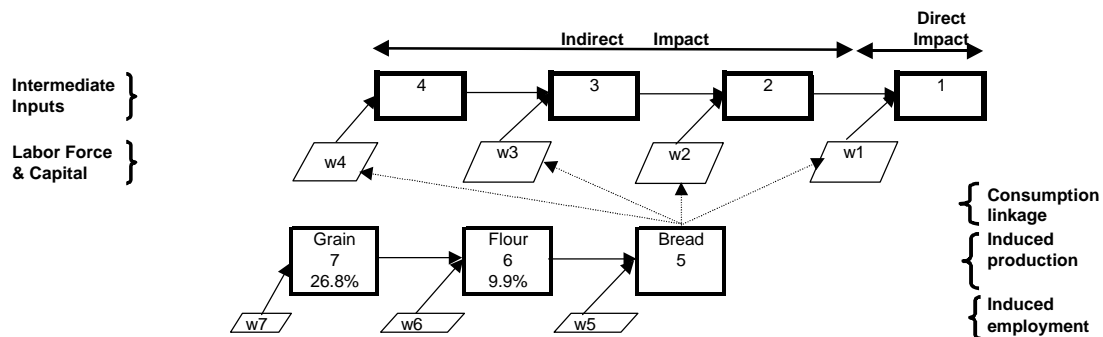 Direct
Indirect Impact
Impact
Intermediate
Inputs
4
3
2
1
Labor Force
& Capital
w4
w3
w2
w1
Consumption
linkage
Grain
7
26.8%
Flour
6
9.9%
Bread
5
Induced
production
w7
w6
w5
Induced
employment